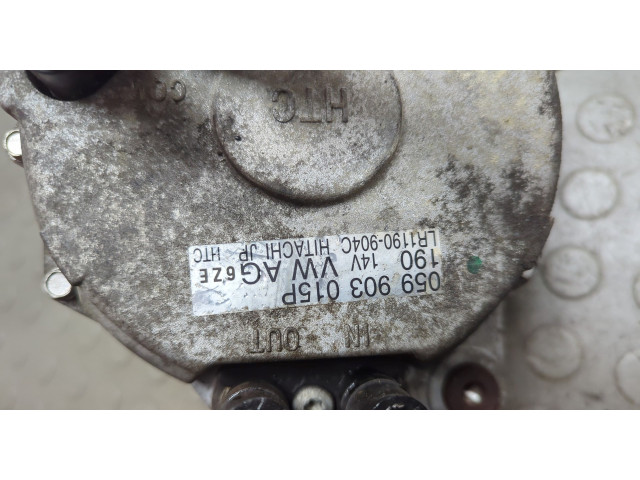 IN OUT
059 903 015P
190 14V VW AG 6ZE
LR1190-904C HITACHI JP HTC
HTC